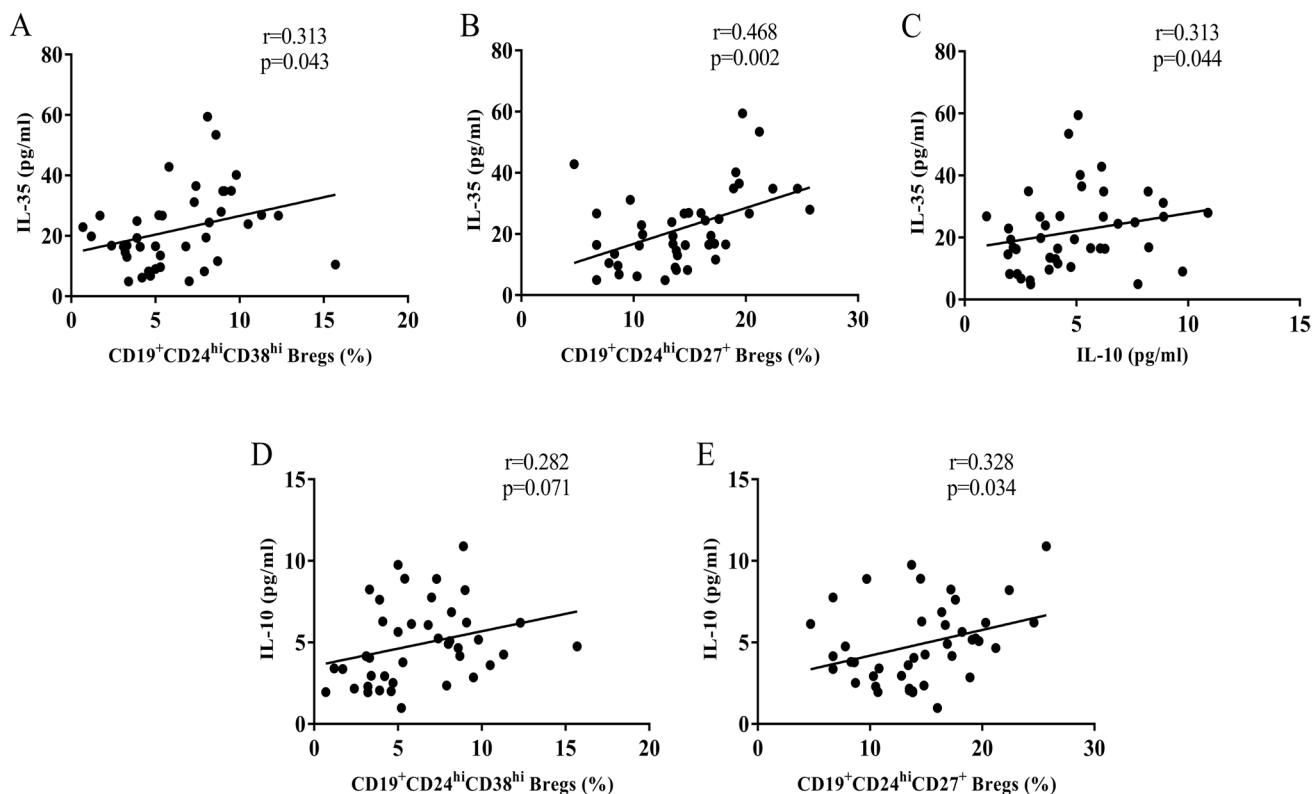 A
r=0.313
p=0.043
80
60
40
20
0
IL-35 (pg/ml)
0 5 10 15 20
CD19⁺CD24ʰⁱCD38ʰⁱ Bregs (%)
B
r=0.468
p=0.002
80
60
40
20
0
IL-35 (pg/ml)
0 10 20 30
CD19⁺CD24ʰⁱCD27⁺ Bregs (%)
C
r=0.313
p=0.044
80
60
40
20
0
IL-35 (pg/ml)
0 5 10 15
IL-10 (pg/ml)
D
r=0.282
p=0.071
15
10
5
0
IL-10 (pg/ml)
0 5 10 15 20
CD19⁺CD24ʰⁱCD38ʰⁱ Bregs (%)
E
r=0.328
p=0.034
15
10
5
0
IL-10 (pg/ml)
0 10 20 30
CD19⁺CD24ʰⁱCD27⁺ Bregs (%)